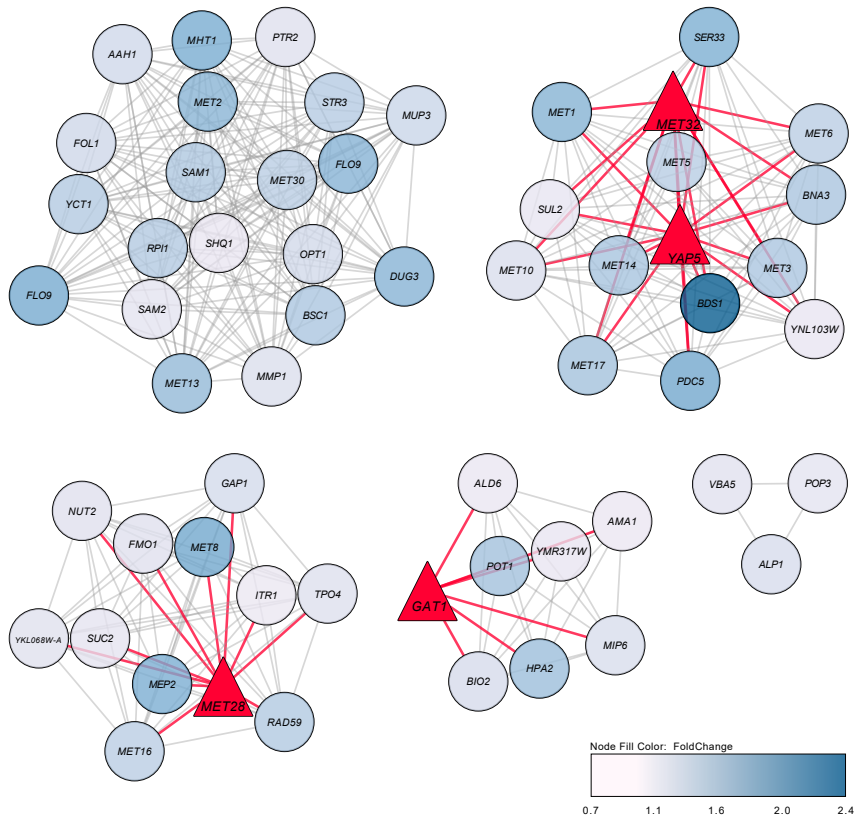 MHT1
PTR2
AAH1
MET2
STR3
MUP3
FOL1
FLO9
SAM1
MET30
YCT1
RPI1
SHQ1
OPT1
DUG3
FLO9
SAM2
BSC1
MET13
MMP1
SER33
MET1
MET32
MET6
MET5
BNA3
SUL2
YAP5
MET10
MET14
MET3
BDS1
YNL103W
MET17
PDC5
GAP1
NUT2
FMO1
MET8
ITR1
TPO4
YKL068W-A
SUC2
MEP2
MET28
RAD59
MET16
ALD6
AMA1
YMR317W
POT1
GAT1
MIP6
HPA2
BIO2
VBA5
POP3
ALP1
Node Fill Color: FoldChange
0.7 1.1 1.6 2.0 2.4